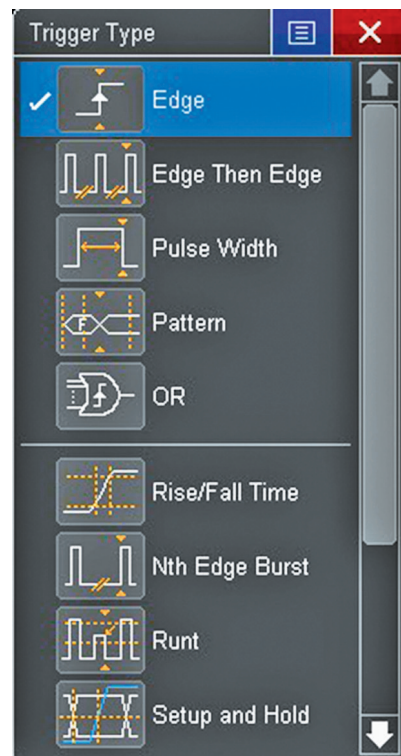 Trigger Type
Edge
Edge Then Edge
Pulse Width
F
Pattern
OR
Rise/Fall Time
Nth Edge Burst
Runt
Setup and Hold